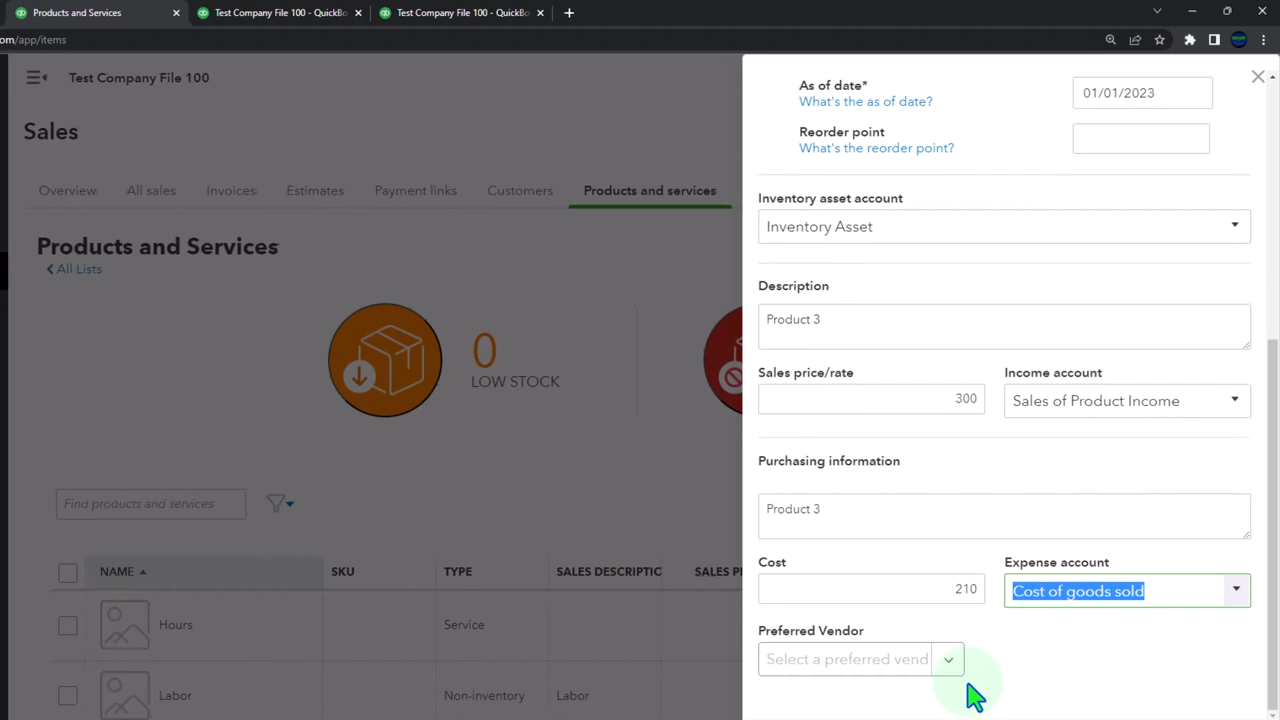 Products and Services
Test Company File 100 - QuickBo
Test Company File 100 - QuickBo
om/app/items
Test Company File 100
Sales
Overview
All sales
Invoices
Estimates
Payment links
Customers
Products and services
Products and Services
All Lists
0
LOW STOCK
Find products and services
NAME
SKU
TYPE
SALES DESCRIPTIC
SALES PI
Hours
Service
Labor
Non-inventory
Labor
As of date*
What's the as of date?
01/01/2023
Reorder point
What's the reorder point?
Inventory asset account
Inventory Asset
Description
Product 3
Sales price/rate
Income account
300
Sales of Product Income
Purchasing information
Product 3
Cost
Expense account
210
Cost of goods sold
Preferred Vendor
Select a preferred vend